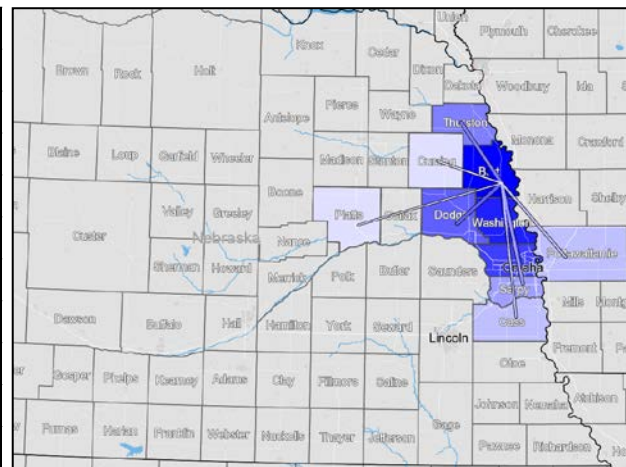 Union
Plymouth Cherokee
Knox Cedar
Dixon
Brown Rock Holt
Dakota Woodbury Ida
Pierce Wayne
Antelope
Thurston
Monona Crawford
Blaine Loup Garfield Wheeler
Madison Stanton Cuming
Boone
Harrison Shelby
Platte Dodge Washington
Custer Valley Greeley
Nebraska
Nance
Pottawattamie
Sherman Howard
Merrick Polk Butler Saunders Omaha
Sarpy
Mills
Dawson Buffalo Hall Hamilton York Seward Cass
Lincoln
Fremont
Otoe
Gosper Phelps Kearney Adams Clay Fillmore Saline
Johnson Nemaha Atchison
Gage
Furnas Harlan Franklin Webster Nuckolls Thayer Jefferson
Pawnee Richardson